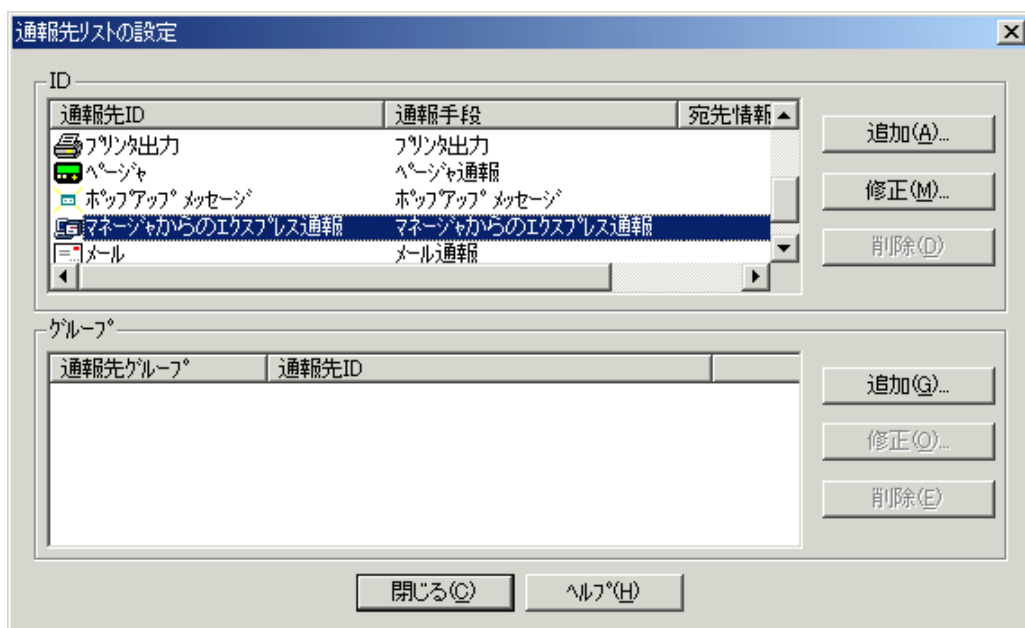 通報先リストの設定
ID
通報先ID 通報手段 宛先情報
プリンタ出力 プリンタ出力
ページャ ページャ通報
ポップアップ メッセージ ポップアップ メッセージ
マネージャからのエクスプレス通報 マネージャからのエクスプレス通報
メール メール通報
追加(A)...
修正(M)...
削除(D)
グループ
通報先グループ 通報先ID
追加(G)...
修正(O)...
削除(E)
閉じる(C) ヘルプ(H)